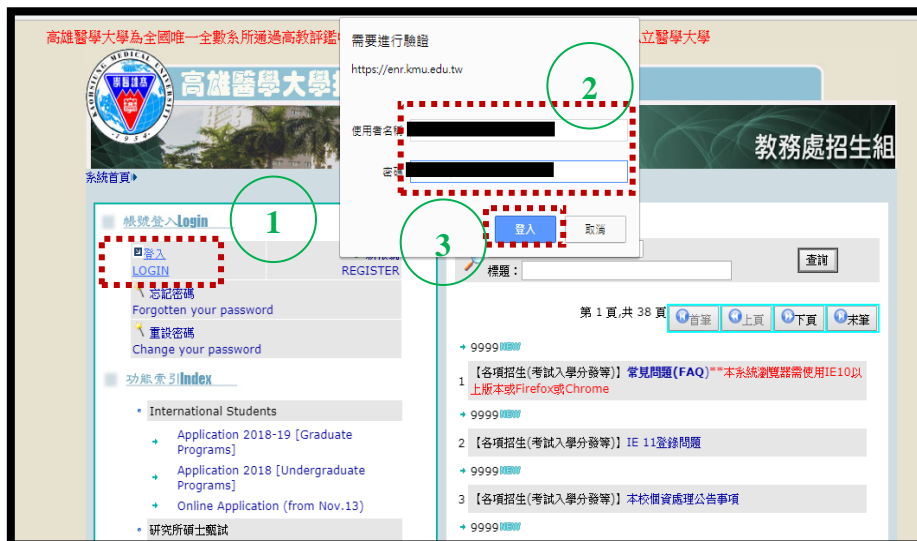 高雄醫學大學為全國唯一全數系所通過高教評鑑
立醫學大學
需要進行驗證
https://enr.kmu.edu.tw
2
使用者名稱
密碼
登入
取消
KAOHSIUNG MEDICAL UNIVERSITY
1954
高雄醫學大學
教務處招生組
系統首頁
帳號登入Login
1
3
登入
LOGIN
REGISTER
忘記密碼
Forgotten your password
重設密碼
Change your password
標題：
查詢
第 1 頁,共 38 頁
首筆
上頁
下頁
末筆
功能索引Index
International Students
Application 2018-19 [Graduate
Programs]
Application 2018 [Undergraduate
Programs]
Online Application (from Nov.13)
研究所碩士甄試
9999 NEW
1 【各項招生(考試入學分發等)】常見問題(FAQ)**本系統瀏覽器需使用IE10以
上版本或Firefox或Chrome
9999 NEW
2 【各項招生(考試入學分發等)】IE 11登錄問題
9999 NEW
3 【各項招生(考試入學分發等)】本校個資處理公告事項
9999 NEW